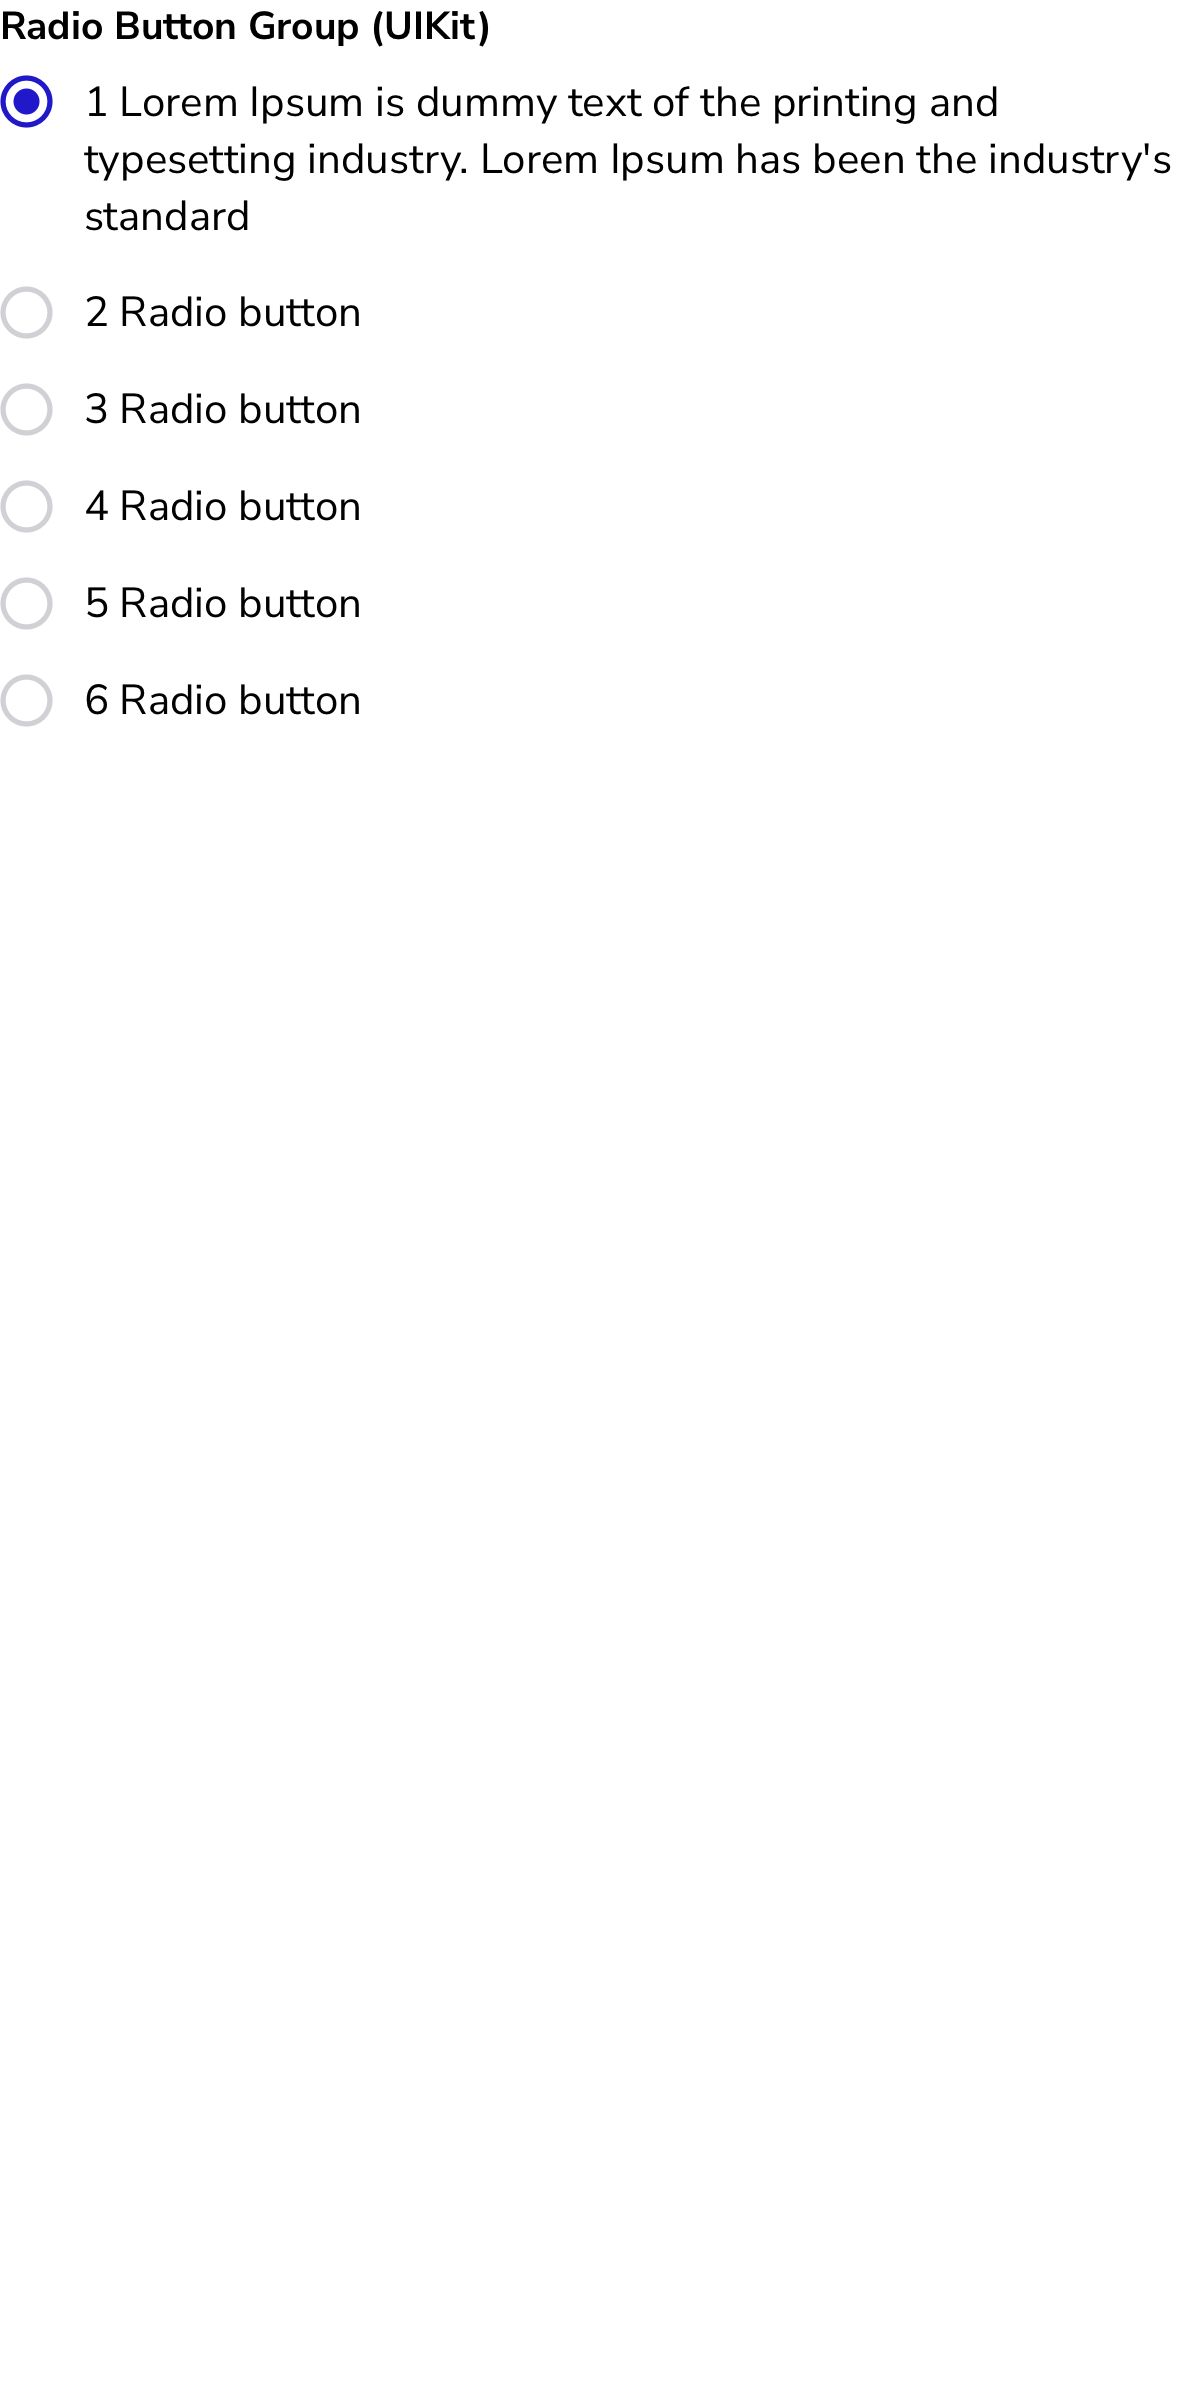 Radio Button Group (UIKit)
1 Lorem Ipsum is dummy text of the printing and
typesetting industry. Lorem Ipsum has been the industry's
standard
2 Radio button
3 Radio button
4 Radio button
5 Radio button
6 Radio button